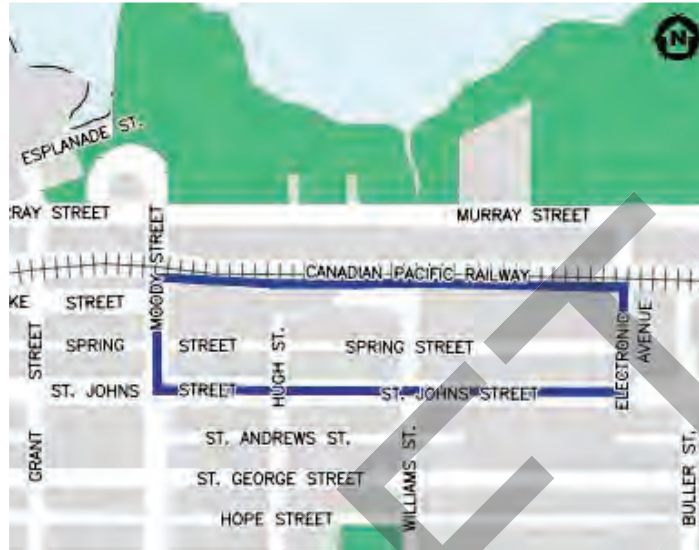 N
ESPLANADE ST.
RRAY STREET
MURRAY STREET
MOODY STREET
CANADIAN PACIFIC RAILWAY
KE STREET
SPRING STREET
SPRING STREET
STREET
HUGH ST.
ELECTRONIC
AVENUE
ST. JOHNS STREET
ST. JOHNS STREET
ST. ANDREWS ST.
GRANT
ST. GEORGE STREET
WILLIAMS ST.
BULLER ST.
HOPE STREET